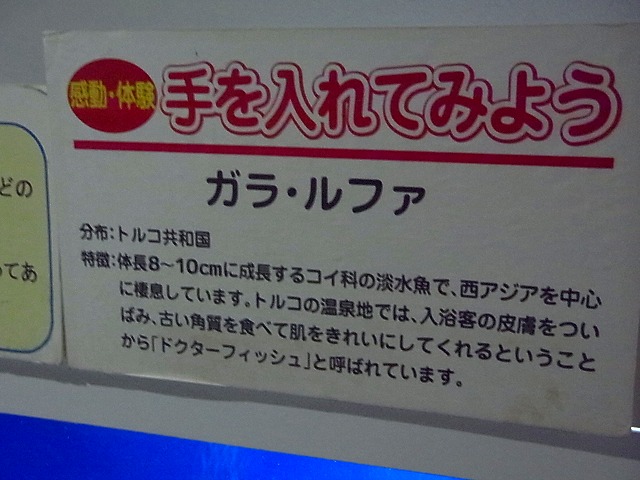 感動・体験
手を入れてみよう
ガラ・ルファ
分布:トルコ共和国
特徴:体長8〜10cmに成長するコイ科の淡水魚で、西アジアを中心
に棲息しています。トルコの温泉地では、入浴客の皮膚をつい
ばみ、古い角質を食べて肌をきれいにしてくれるということ
から「ドクターフィッシュ」と呼ばれています。
どの
てあ